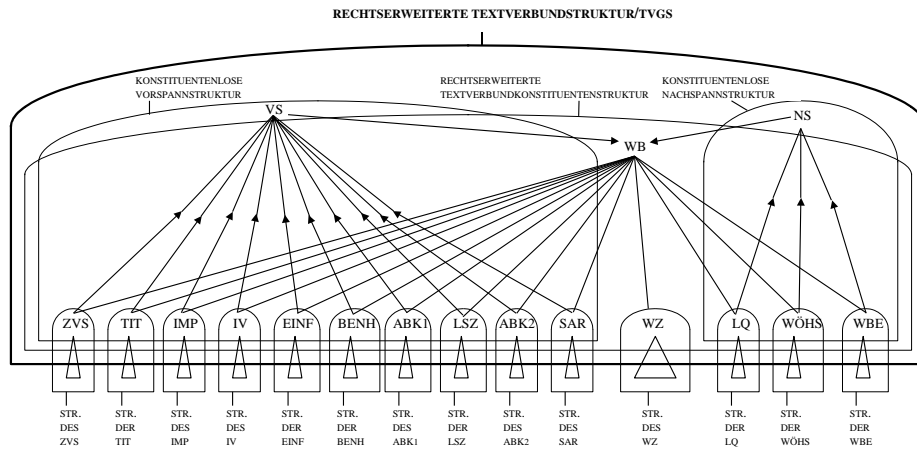 RECHTSERWEITERTE TEXTVERBUNDSTRUKTUR/TVGS
KONSTITUENTENLOSE
VORSPANNSTRUKTUR
RECHTSERWEITERTE
TEXTVERBUNDKONSTITUENTENSTRUKTUR
KONSTITUENTENLOSE
NACHSPANNSTRUKTUR
VS
NS
WB
ZVS TIT IMP IV EINF BENH ABK1 LSZ ABK2 SAR WZ LQ WÖHS WBE
STR. STR. STR. STR. STR. STR. STR. STR. STR. STR. STR. STR. STR. STR.
DES DER DES DES DER DER DES DER DES DES DES DER DER DER
ZVS TIT IMP IV EINF BENH ABK1 LSZ ABK2 SAR WZ LQ WÖHS WBE